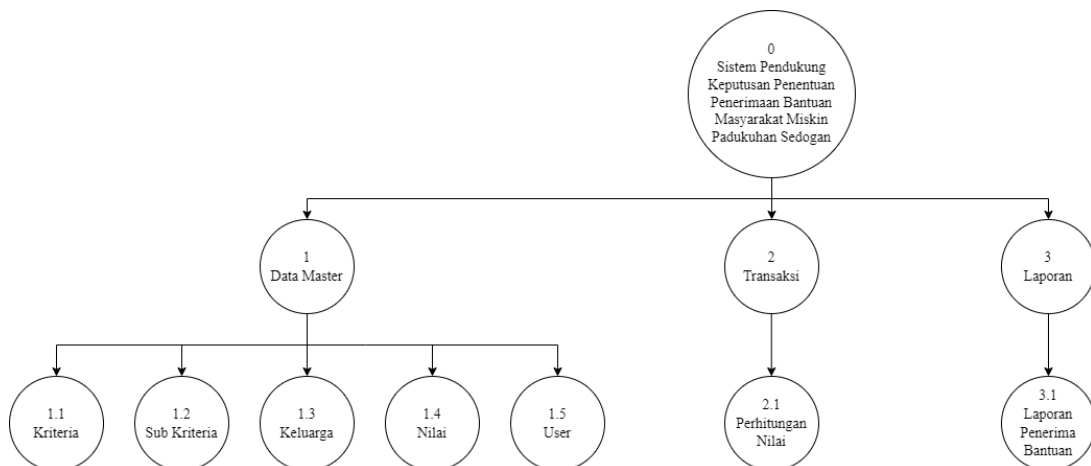 0
Sistem Pendukung
Keputusan Penentuan
Penerimaan Bantuan
Masyarakat Miskin
Padukuhan Sedogan
1
Data Master
2
Transaksi
3
Laporan
1.1
Kriteria
1.2
Sub Kriteria
1.3
Keluarga
1.4
Nilai
1.5
User
2.1
Perhitungan
Nilai
3.1
Laporan
Penerima
Bantuan